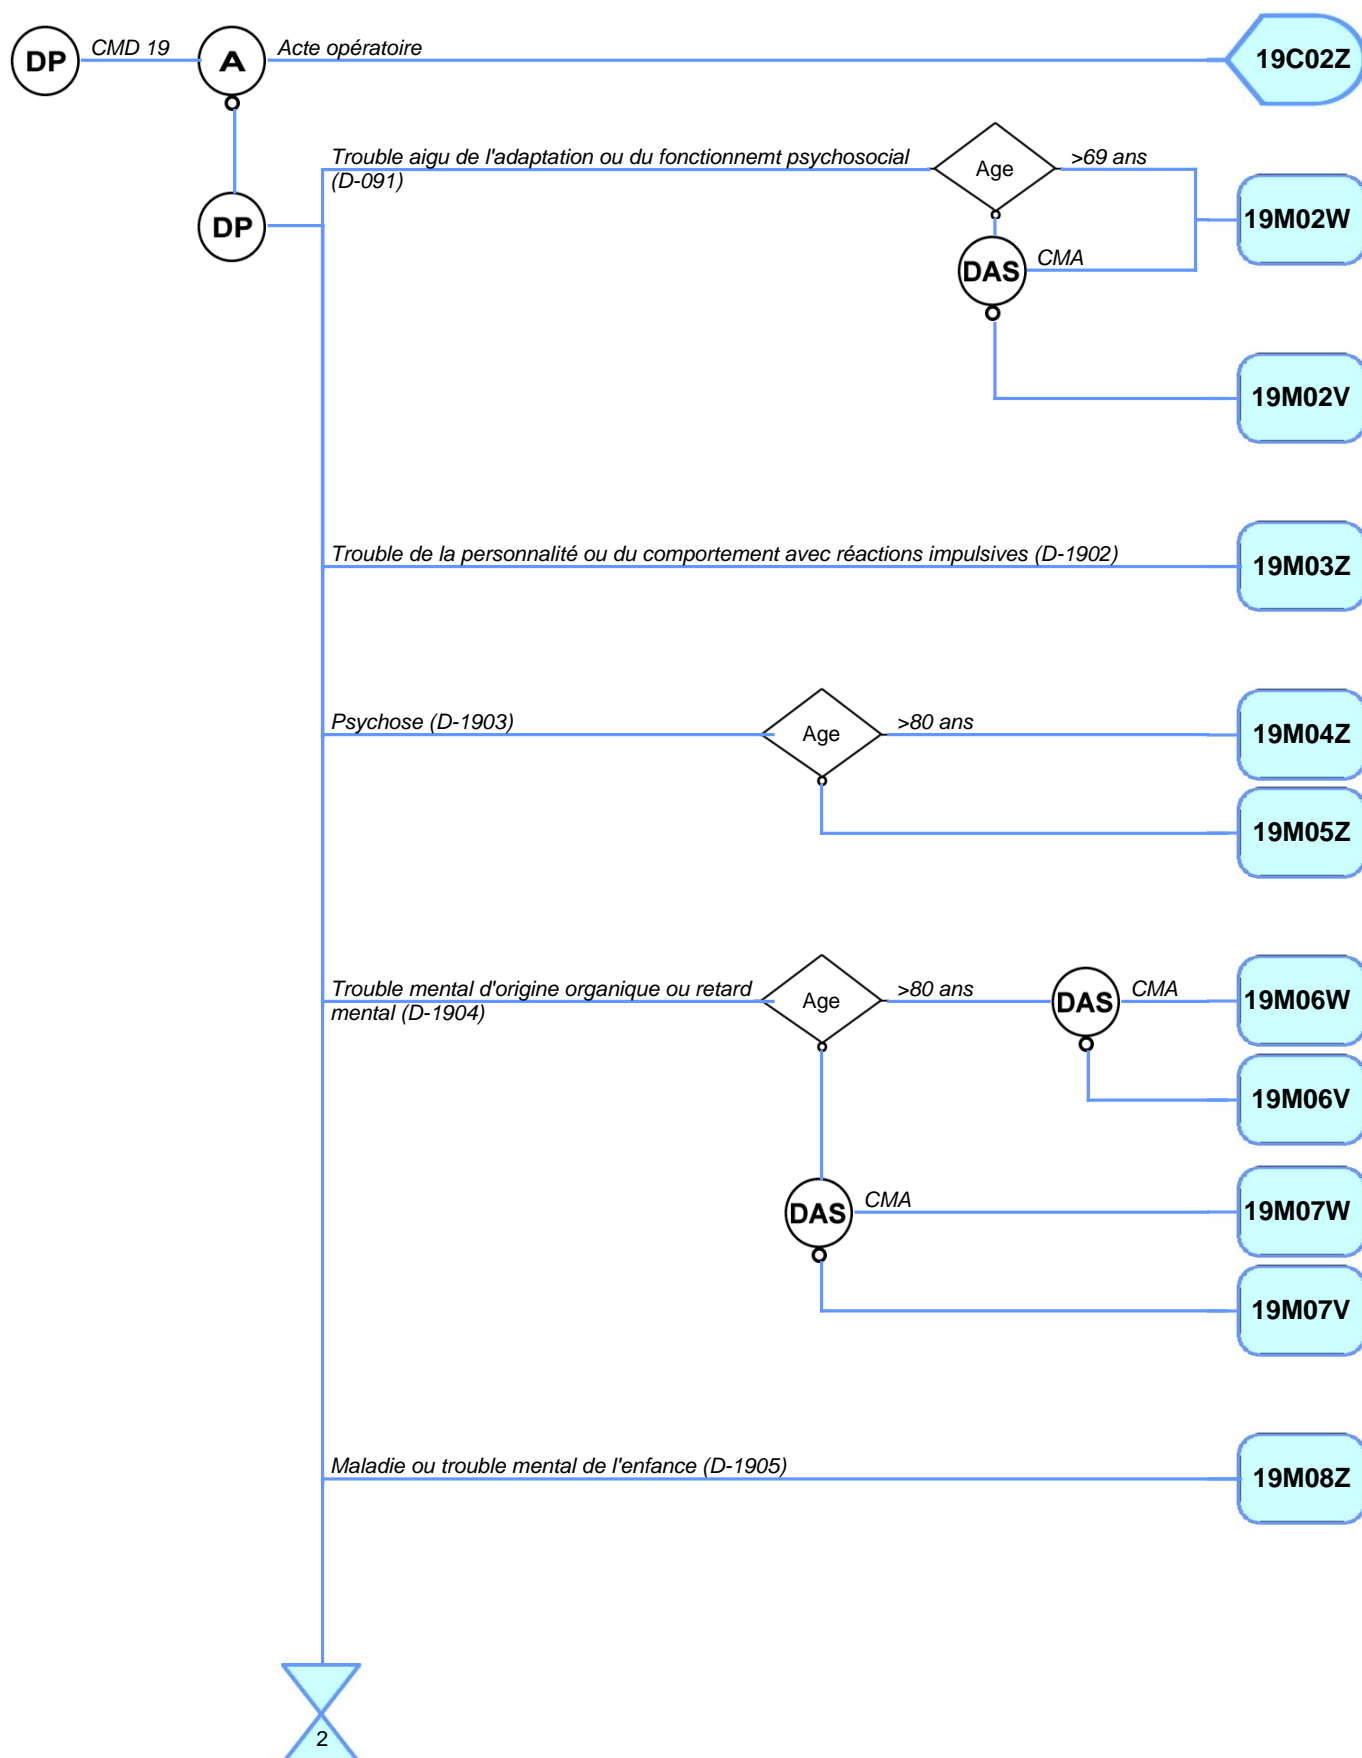 DP
CMD 19
A
Acte opératoire
19C02Z
Trouble aigu de l'adaptation ou du fonctionnemt psychosocial
(D-091)
Age
>69 ans
19M02W
DP
DAS
CMA
19M02V
Trouble de la personnalité ou du comportement avec réactions impulsives (D-1902)
19M03Z
Psychose (D-1903)
Age
>80 ans
19M04Z
19M05Z
Trouble mental d'origine organique ou retard
mental (D-1904)
Age
>80 ans
DAS
CMA
19M06W
19M06V
DAS
CMA
19M07W
19M07V
Maladie ou trouble mental de l'enfance (D-1905)
19M08Z
2